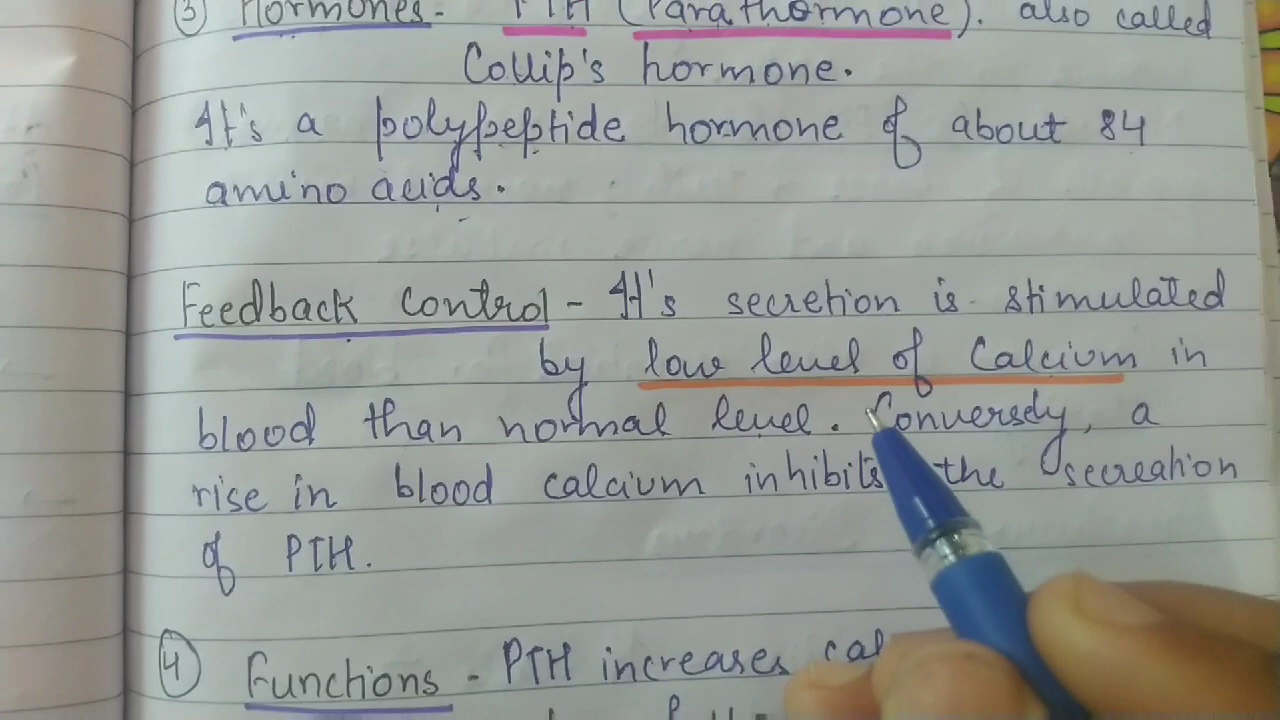 ③ Hormones - PTH (Parathormone). also called
Collip's hormone.
It's a polypeptide hormone of about 84
amino acids.
Feedback control - It's secretion is stimulated
by low level of Calcium in
blood than normal level. Conversely, a
rise in blood calcium inhibits the secreation
of PTH.
④ Functions - PTH increases cal